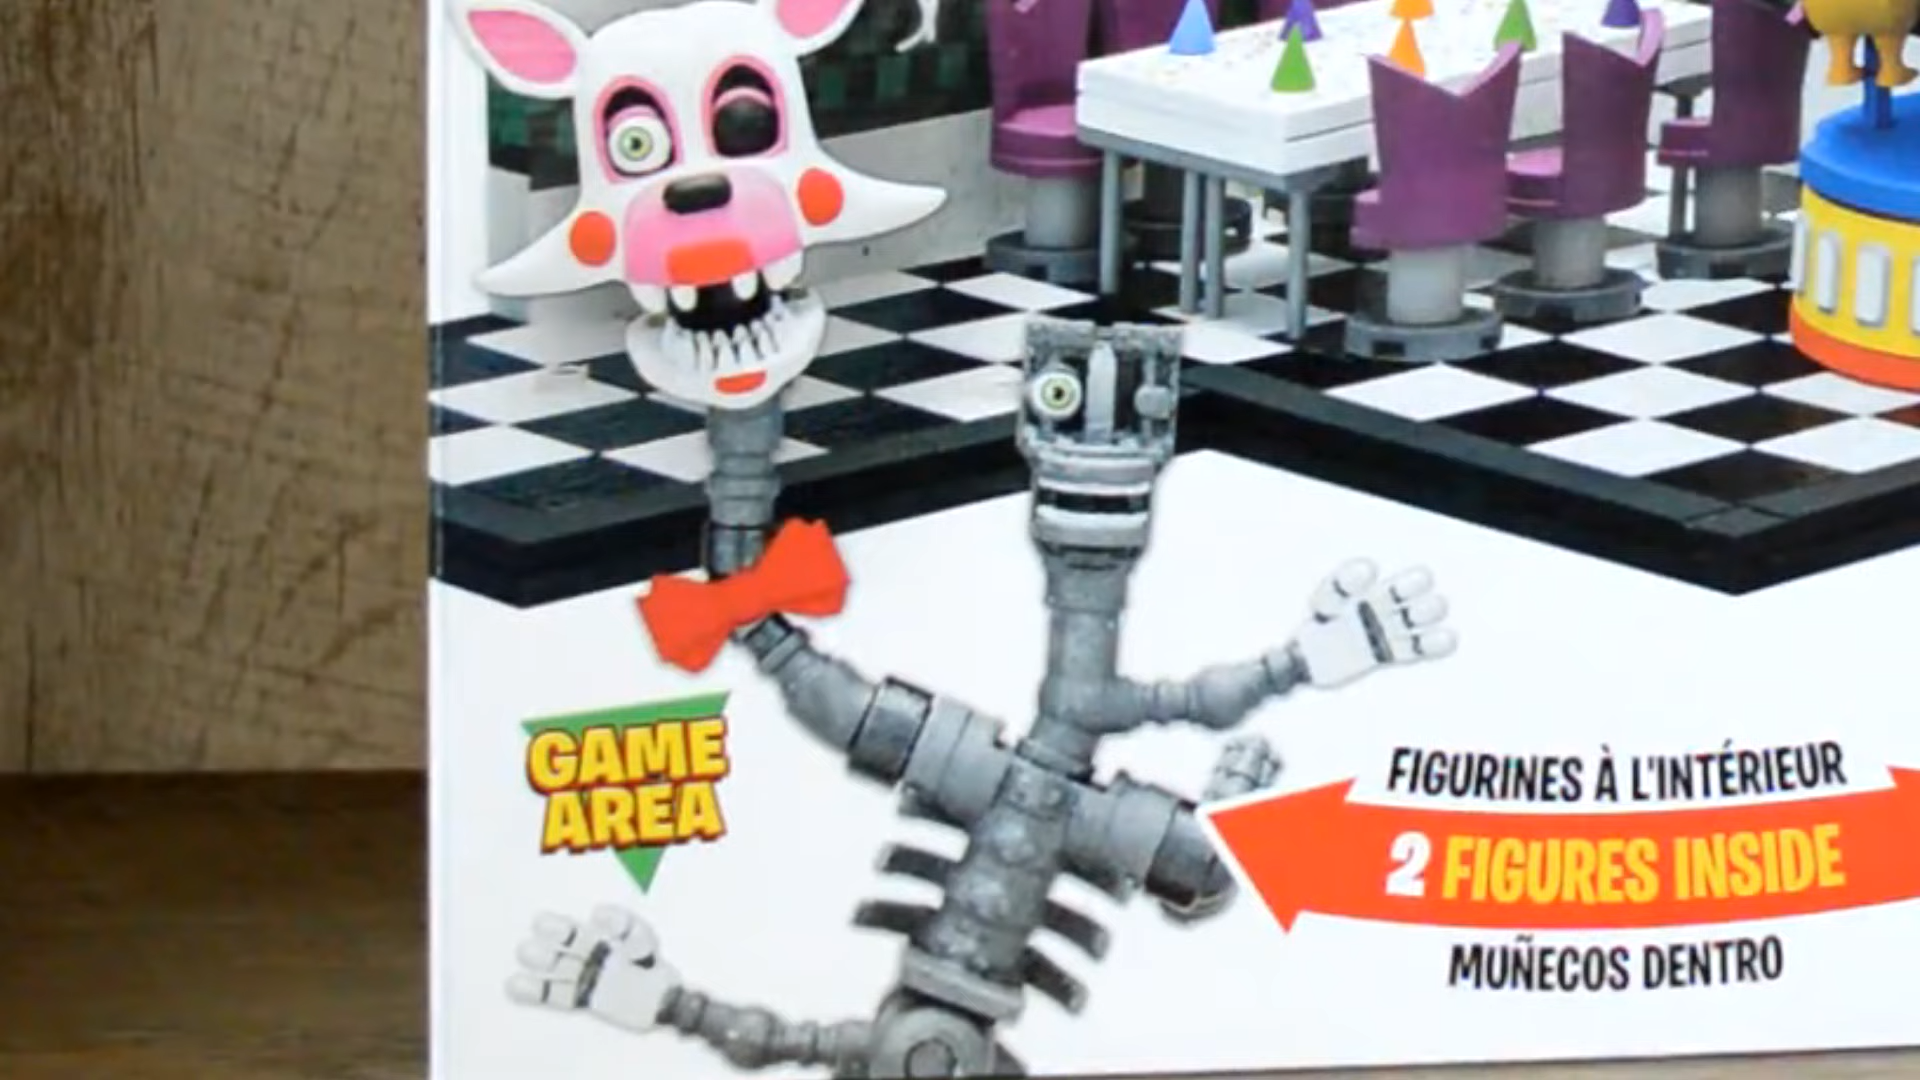 GAME
AREA
FIGURINES À L'INTÉRIEUR
2 FIGURES INSIDE
MUÑECOS DENTRO